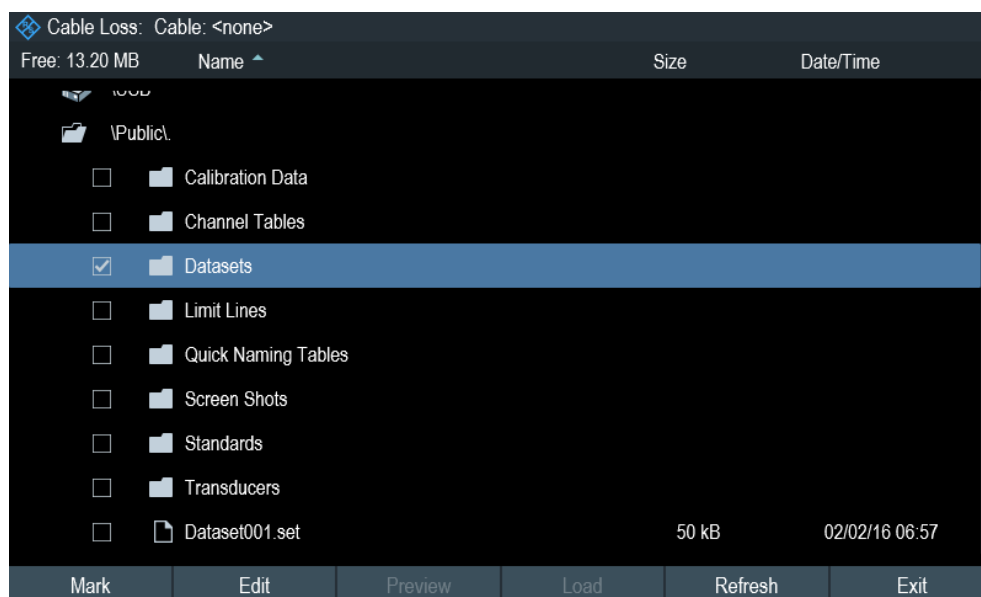 Cable Loss: Cable: <none>
Free: 13.20 MB Name Size Date/Time
\Public\.
Calibration Data
Channel Tables
Datasets
Limit Lines
Quick Naming Tables
Screen Shots
Standards
Transducers
Dataset001.set 50 kB 02/02/16 06:57
Mark Edit Preview Load Refresh Exit